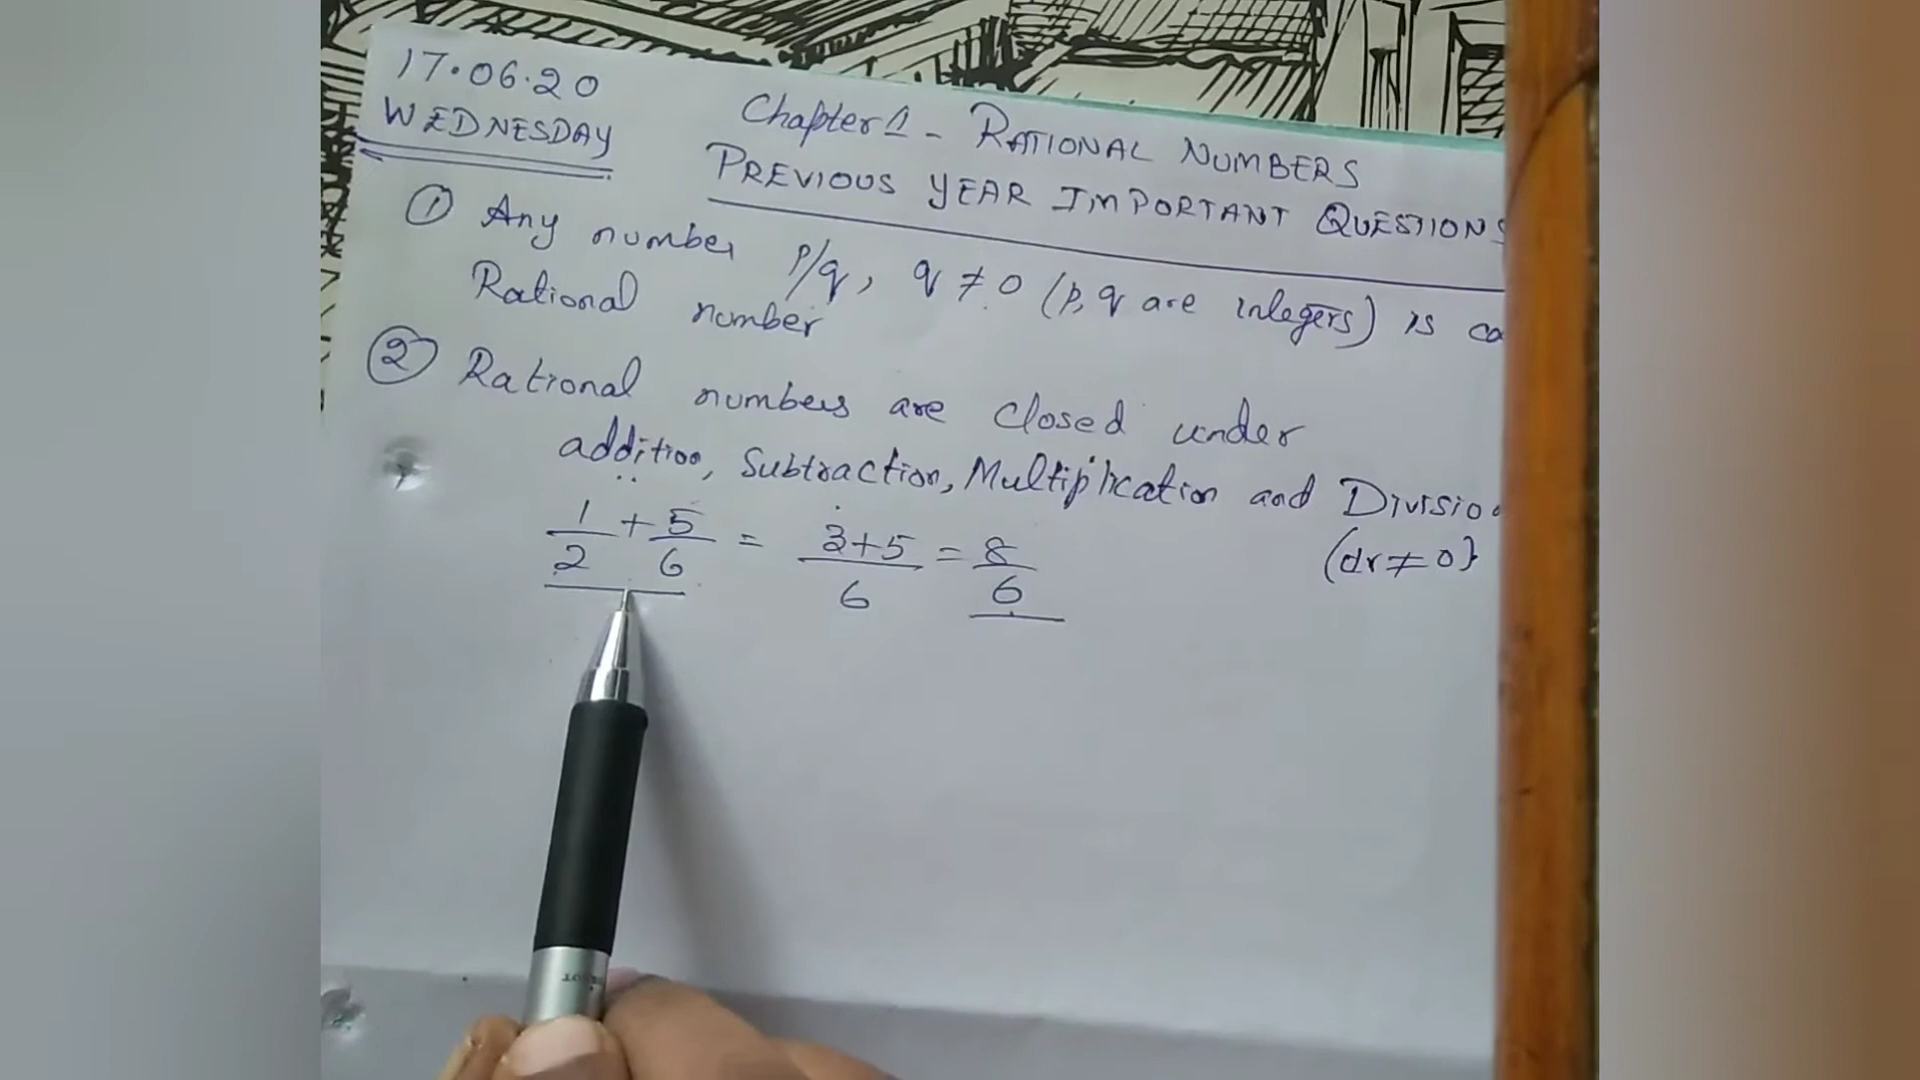 17.06.20
WEDNESDAY
Chapter 1 - RATIONAL NUMBERS
PREVIOUS YEAR IMPORTANT QUESTIONS
① Any number p/q, q ≠ 0 (p, q are integers) is ca
Rational number
② Rational numbers are closed under
addition, Subtraction, Multiplication and Divisio
(dr ≠ 0}
1/2 + 5/6 = 3+5/6 = 8/6